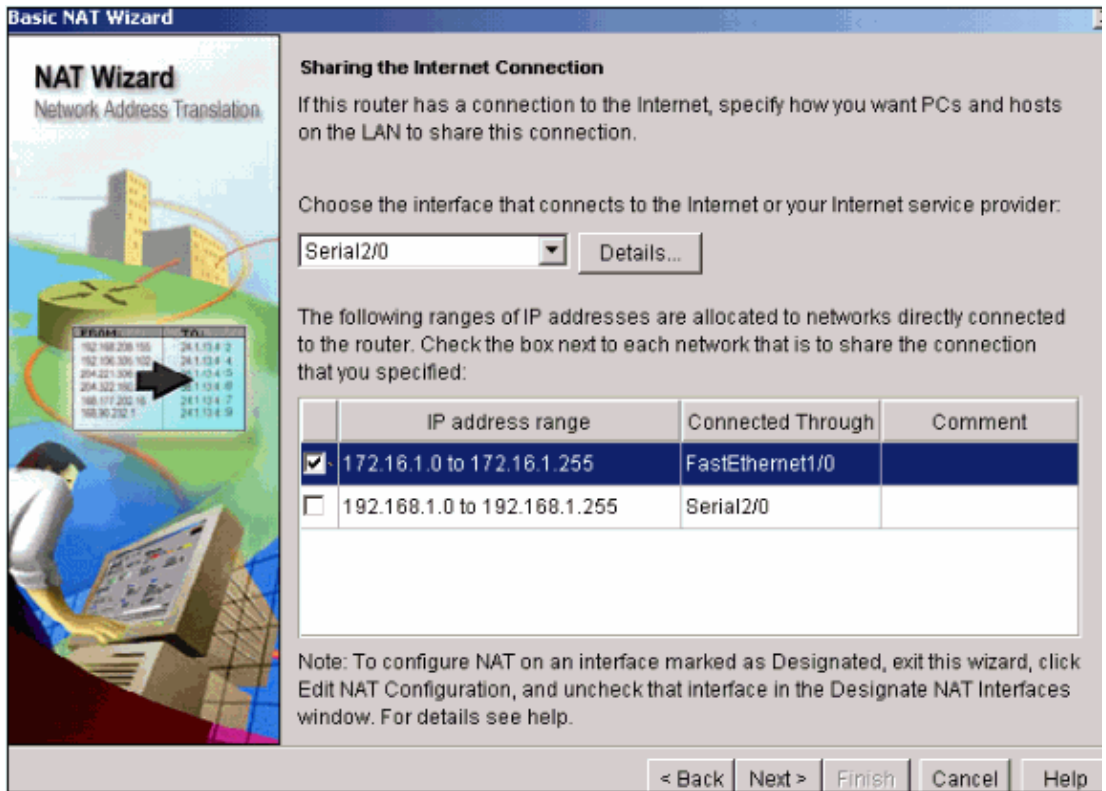 Basic NAT Wizard
NAT Wizard
Network Address Translation
FROM: TO:
Sharing the Internet Connection
If this router has a connection to the Internet, specify how you want PCs and hosts
on the LAN to share this connection.
Choose the interface that connects to the Internet or your Internet service provider:
Serial2/0 Details...
The following ranges of IP addresses are allocated to networks directly connected
to the router. Check the box next to each network that is to share the connection
that you specified:
IP address range Connected Through Comment
172.16.1.0 to 172.16.1.255 FastEthernet1/0
192.168.1.0 to 192.168.1.255 Serial2/0
Note: To configure NAT on an interface marked as Designated, exit this wizard, click
Edit NAT Configuration, and uncheck that interface in the Designate NAT Interfaces
window. For details see help.
< Back Next > Finish Cancel Help